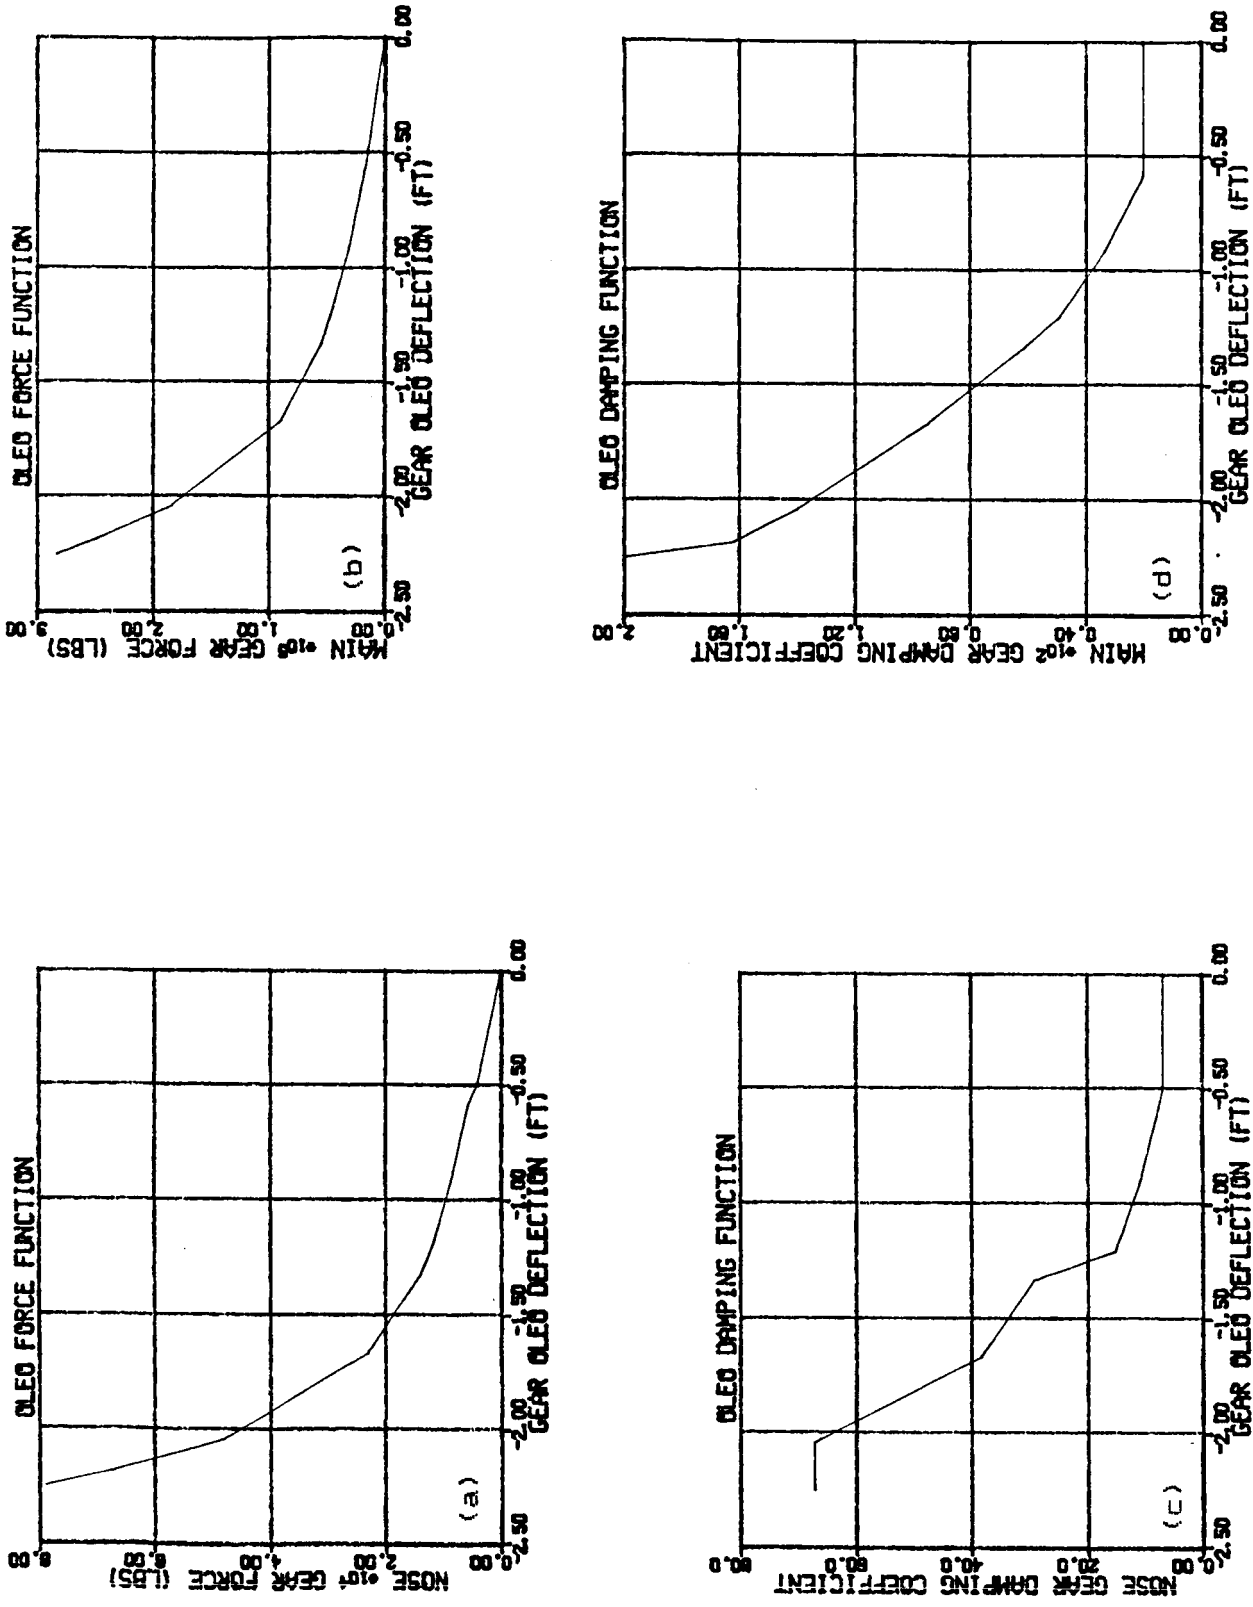 OLEO FORCE FUNCTION
8.00
6.00
4.00
2.00
0.00
NOSE *10⁴ GEAR FORCE (LBS)
-2.50
-2.00
-1.50
-1.00
-0.50
0.00
GEAR OLEO DEFLECTION (FT)
(a)
OLEO FORCE FUNCTION
3.00
2.00
1.00
0.00
MAIN *10⁵ GEAR FORCE (LBS)
-2.50
-2.00
-1.50
-1.00
-0.50
0.00
GEAR OLEO DEFLECTION (FT)
(b)
OLEO DAMPING FUNCTION
80.0
60.0
40.0
20.0
0.00
NOSE GEAR DAMPING COEFFICIENT
-2.50
-2.00
-1.50
-1.00
-0.50
0.00
GEAR OLEO DEFLECTION (FT)
(c)
OLEO DAMPING FUNCTION
2.00
1.60
1.20
0.80
0.40
0.00
MAIN *10² GEAR DAMPING COEFFICIENT
-2.50
-2.00
-1.50
-1.00
-0.50
0.00
GEAR OLEO DEFLECTION (FT)
(d)